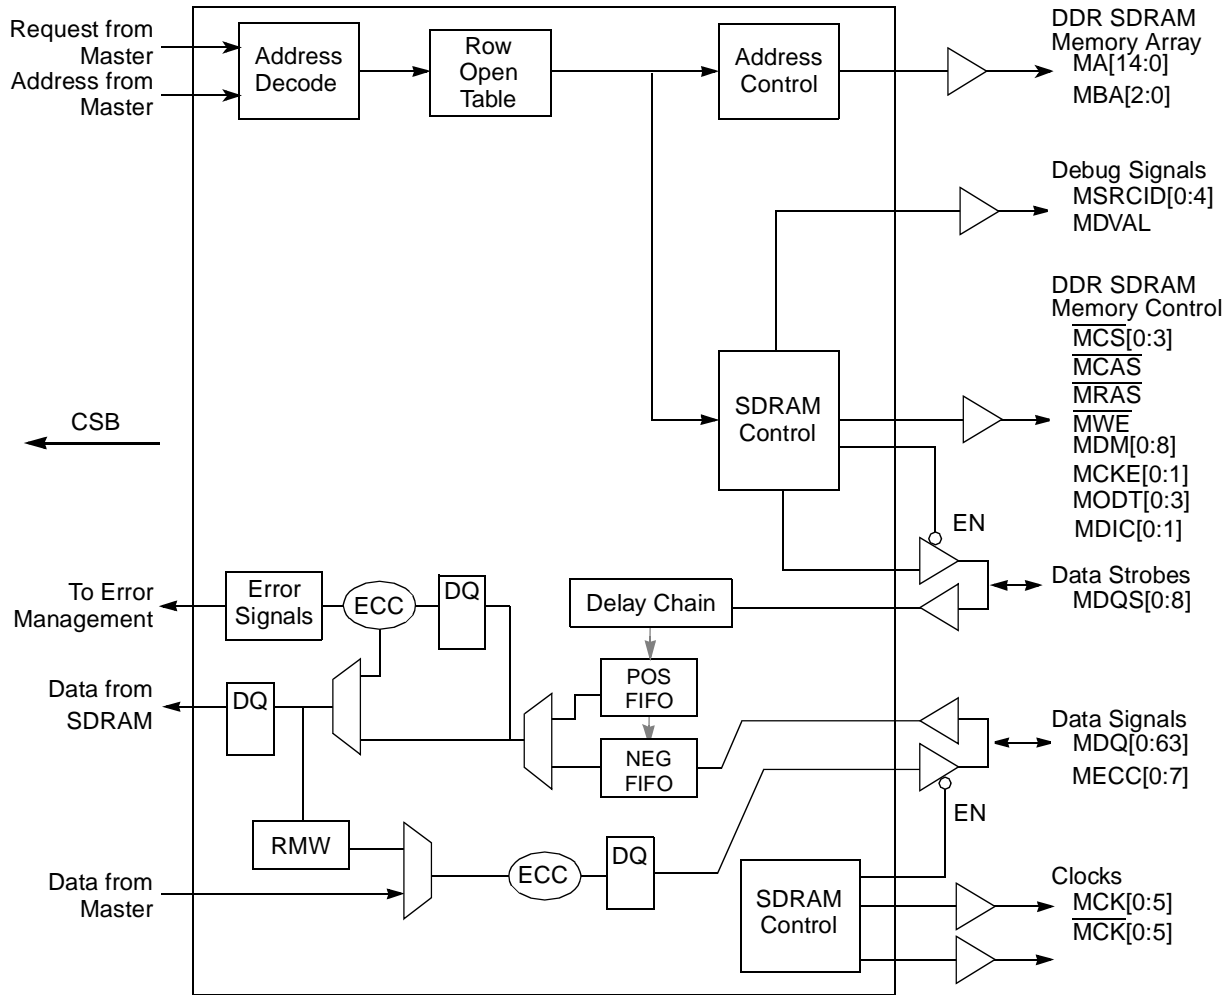 Request from
Master
Address from
Master
Address
Decode
Row
Open
Table
Address
Control
DDR SDRAM
Memory Array
MA[14:0]
MBA[2:0]
Debug Signals
MSRCID[0:4]
MDVAL
DDR SDRAM
Memory Control
MCS[0:3]
MCAS
MRAS
MWE
MDM[0:8]
MCKE[0:1]
MODT[0:3]
MDIC[0:1]
CSB
SDRAM
Control
EN
To Error
Management
Error
Signals
ECC
DQ
Delay Chain
Data Strobes
MDQS[0:8]
Data from
SDRAM
DQ
POS
FIFO
NEG
FIFO
Data Signals
MDQ[0:63]
MECC[0:7]
EN
RMW
ECC
DQ
Data from
Master
SDRAM
Control
Clocks
MCK[0:5]
MCK[0:5]